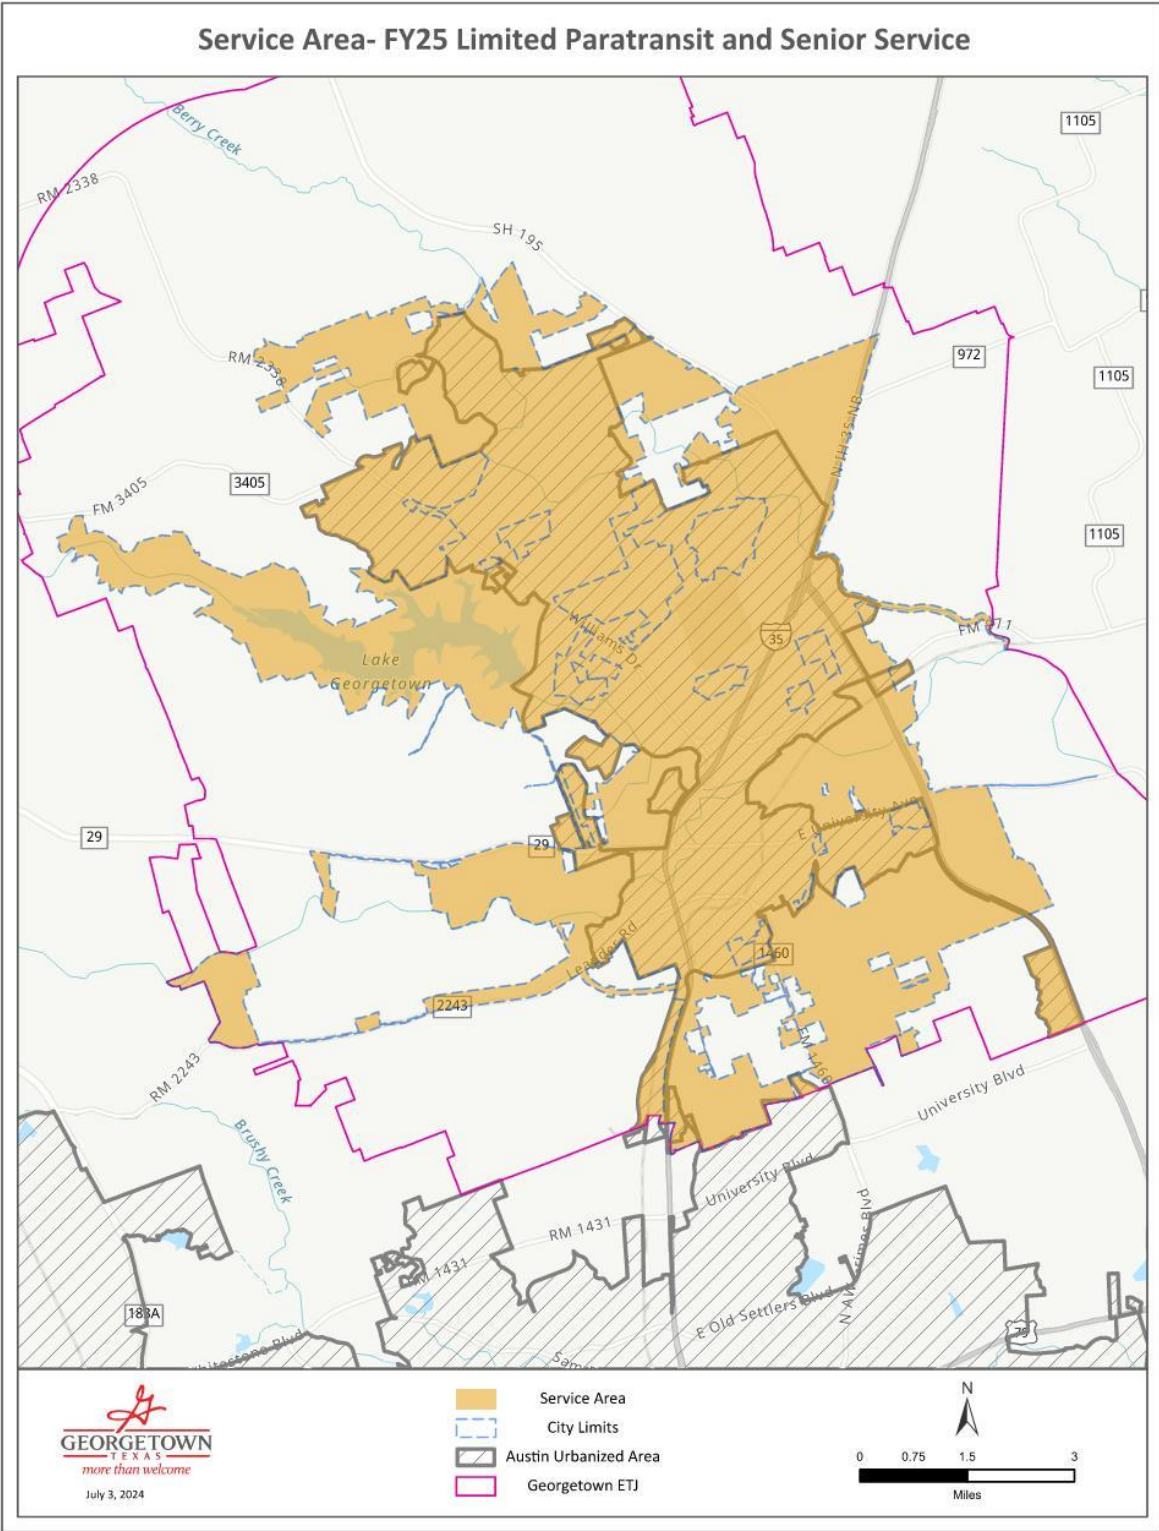 Service Area- FY25 Limited Paratransit and Senior Service
Berry Creek
1105
RM 2338
SH 195
972
RM 2338
1105
N IH 35 NB
3405
FM 3405
1105
Williams Dr
35
FM 971
Lake
Georgetown
E University Ave
29
29
Leander Rd
1460
2243
FM 1460
RM 2243
University Blvd
Brushy Creek
University Blvd
RM 1431
RM 1431
183A
E Old Settlers Blvd
79
GEORGETOWN
TEXAS
more than welcome
July 3, 2024
Service Area
City Limits
Austin Urbanized Area
Georgetown ETJ
N
0 0.75 1.5 3
Miles